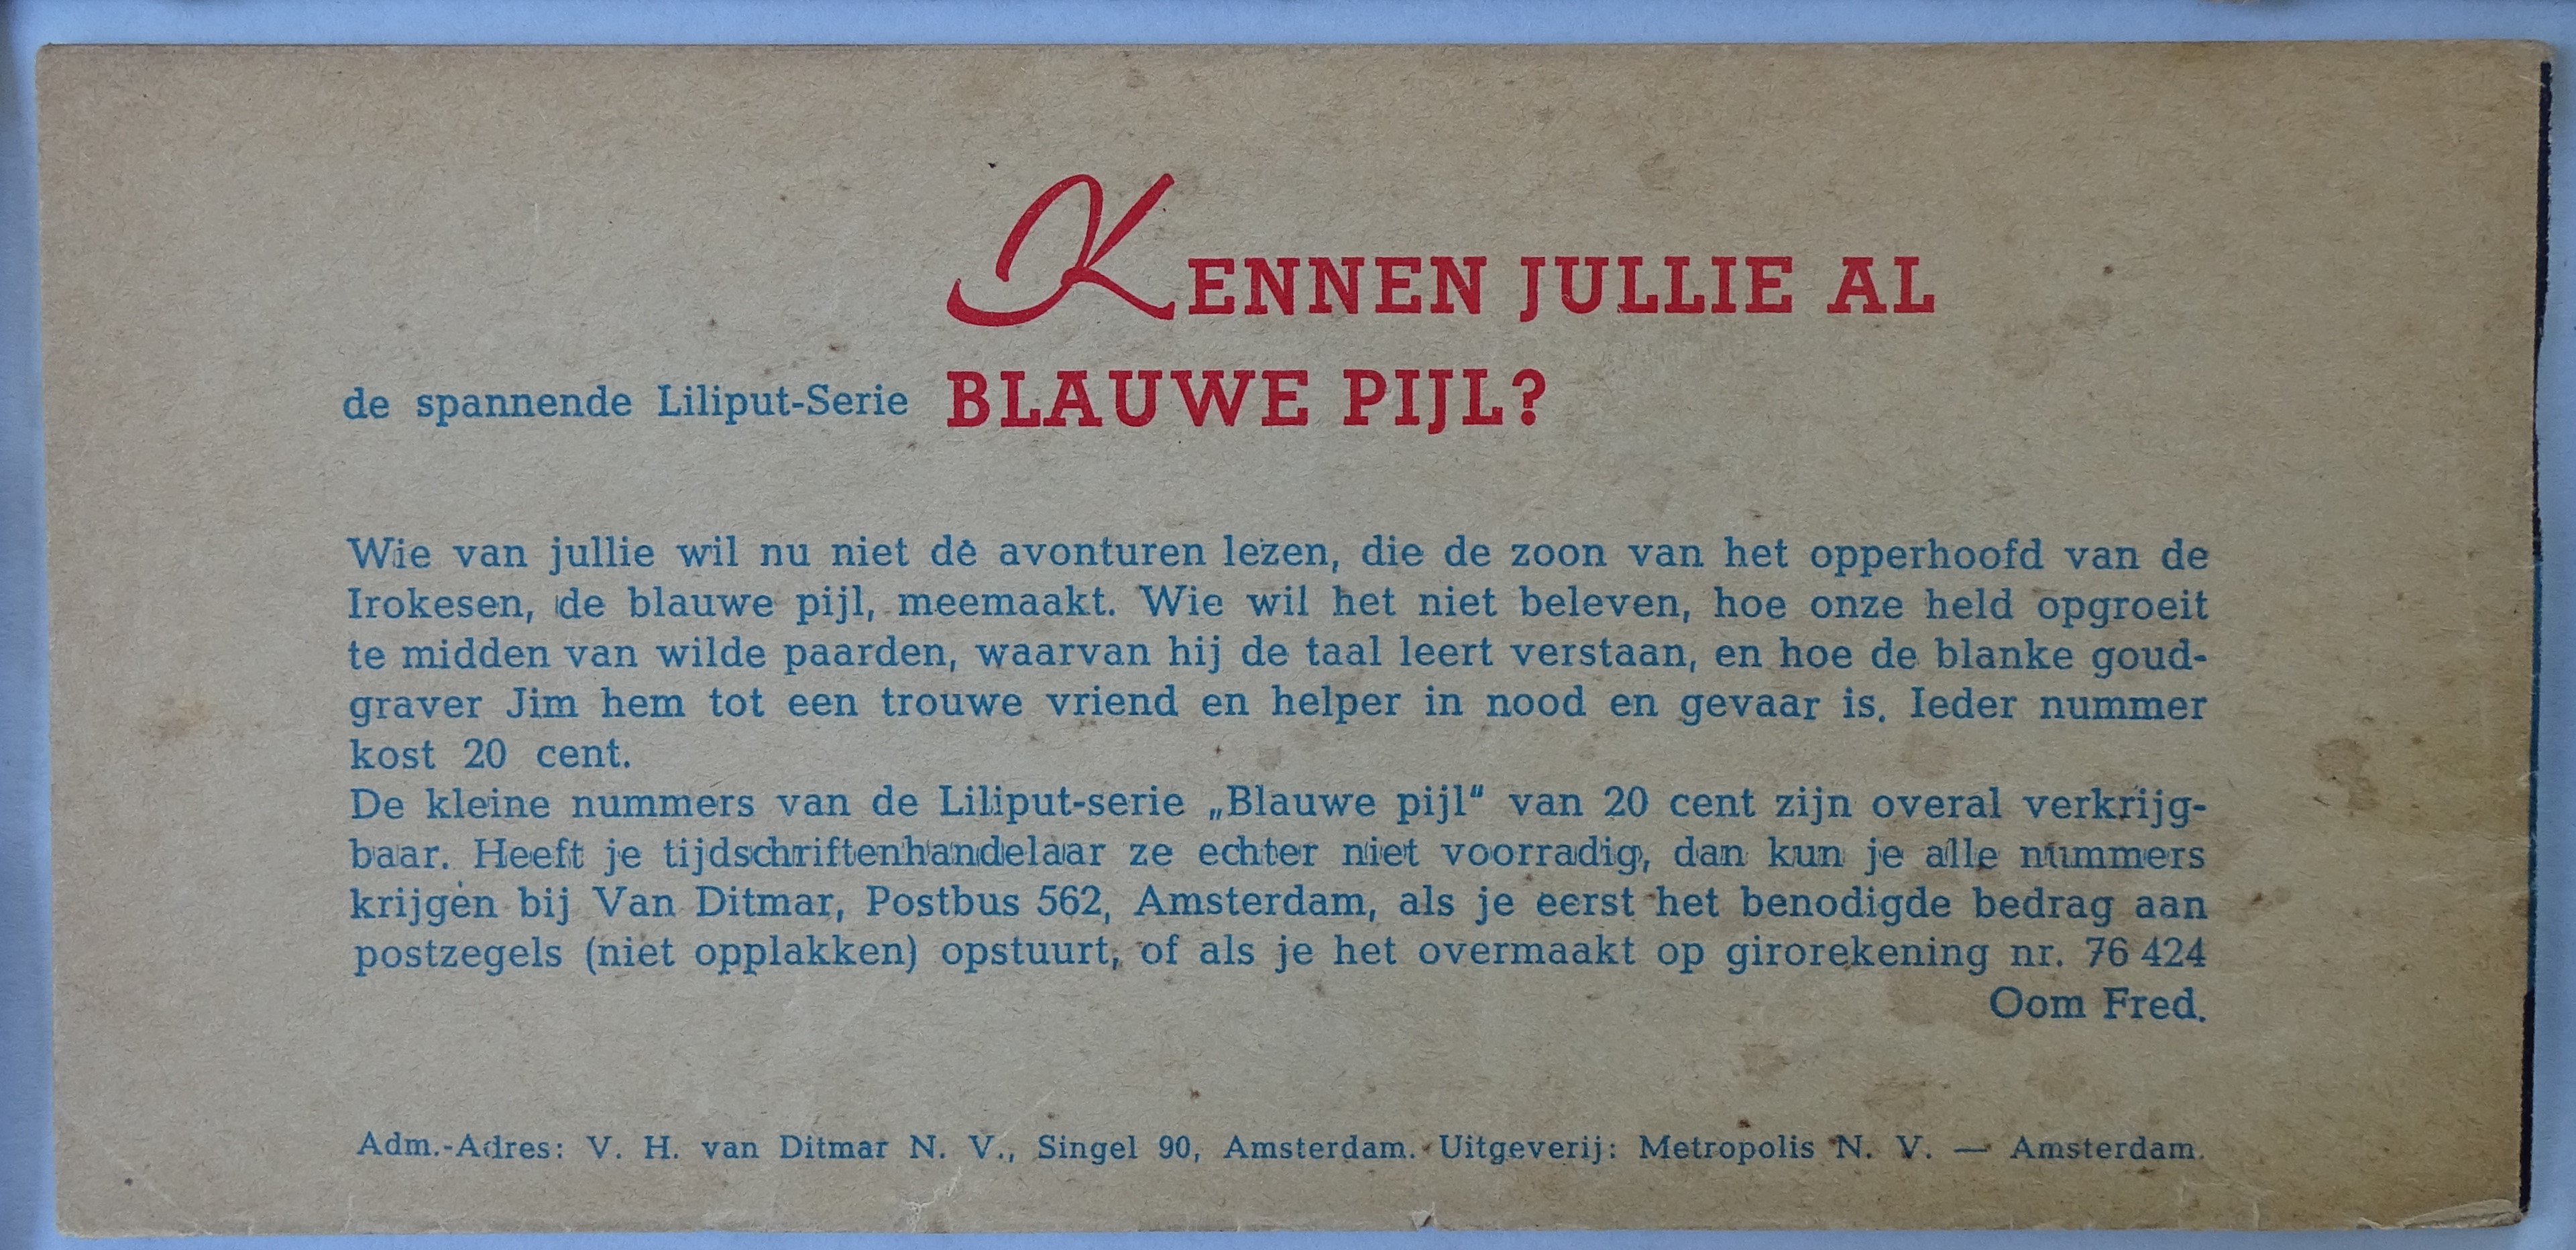 KENNEN JULLIE AL
de spannende Liliput-Serie BLAUWE PIJL?
Wie van jullie wil nu niet de avonturen lezen, die de zoon van het opperhoofd van de
Irokesen, de blauwe pijl, meemaakt. Wie wil het niet beleven, hoe onze held opgroeit
te midden van wilde paarden, waarvan hij de taal leert verstaan, en hoe de blanke goud-
graver Jim hem tot een trouwe vriend en helper in nood en gevaar is. Ieder nummer
kost 20 cent.
De kleine nummers van de Liliput-serie „Blauwe pijl“ van 20 cent zijn overal verkrijg-
baar. Heeft je tijdschriftenhandelaar ze echter niet voorradig, dan kun je alle nummers
krijgen bij Van Ditmar, Postbus 562, Amsterdam, als je eerst het benodigde bedrag aan
postzegels (niet opplakken) opstuurt, of als je het overmaakt op girorekening nr. 76 424
Oom Fred.
Adm.-Adres: V. H. van Ditmar N. V., Singel 90, Amsterdam. Uitgeverij: Metropolis N. V. — Amsterdam.